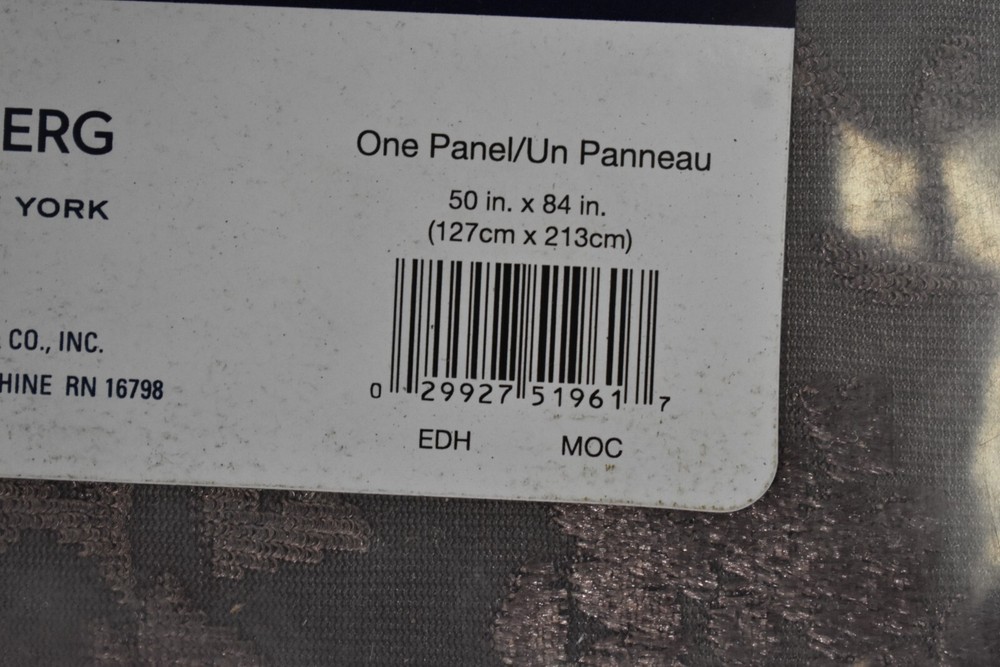 ERG
YORK
CO., INC.
HINE RN 16798
One Panel/Un Panneau
50 in. x 84 in.
(127cm x 213cm)
0 29927 51961 7
EDH MOC